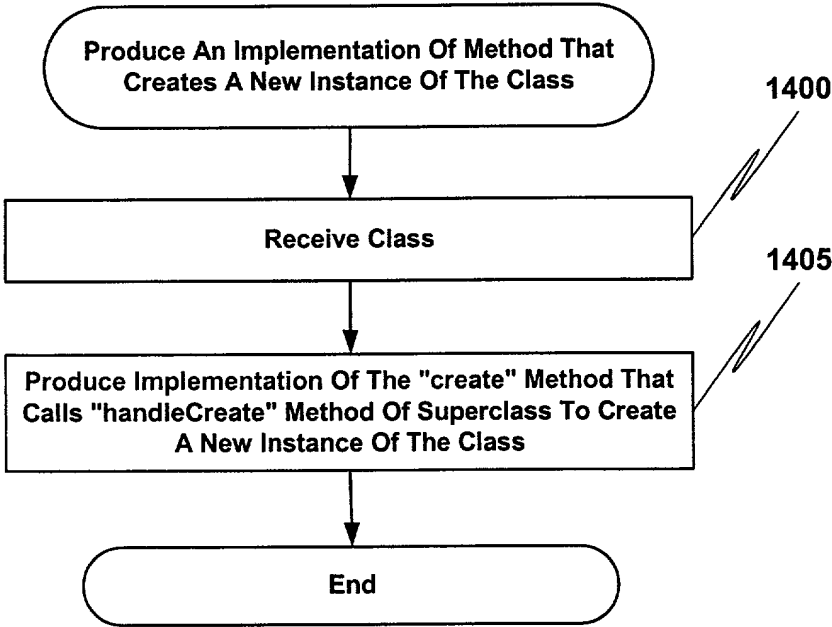 Produce An Implementation Of Method That
Creates A New Instance Of The Class
1400
Receive Class
1405
Produce Implementation Of The "create" Method That
Calls "handleCreate" Method Of Superclass To Create
A New Instance Of The Class
End